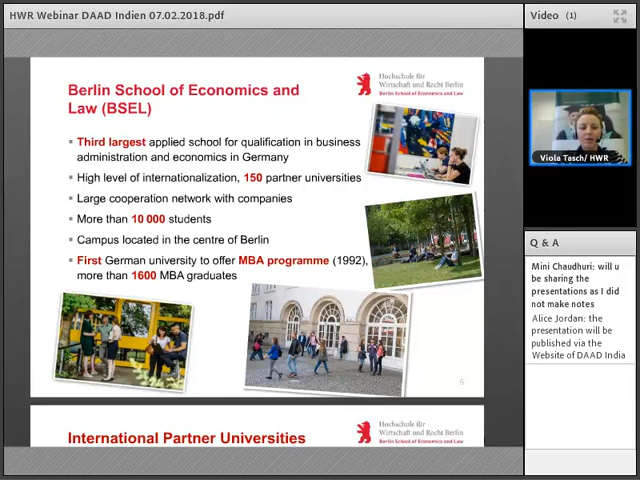 HWR Webinar DAAD Indien 07.02.2018.pdf
Video (1)
Berlin School of Economics and
Law (BSEL)
Hochschule für
Wirtschaft und Recht Berlin
Berlin School of Economics and Law
Third largest applied school for qualification in business
administration and economics in Germany
High level of internationalization, 150 partner universities
Large cooperation network with companies
More than 10 000 students
Campus located in the centre of Berlin
First German university to offer MBA programme (1992),
more than 1600 MBA graduates
5
International Partner Universities
Hochschule für
Wirtschaft und Recht Berlin
Berlin School of Economics and Law
Viola Tasch/ HWR
Q & A
Mini Chaudhuri: will u
be sharing the
presentations as I did
not make notes
Alice Jordan: the
presentation will be
published via the
Website of DAAD India